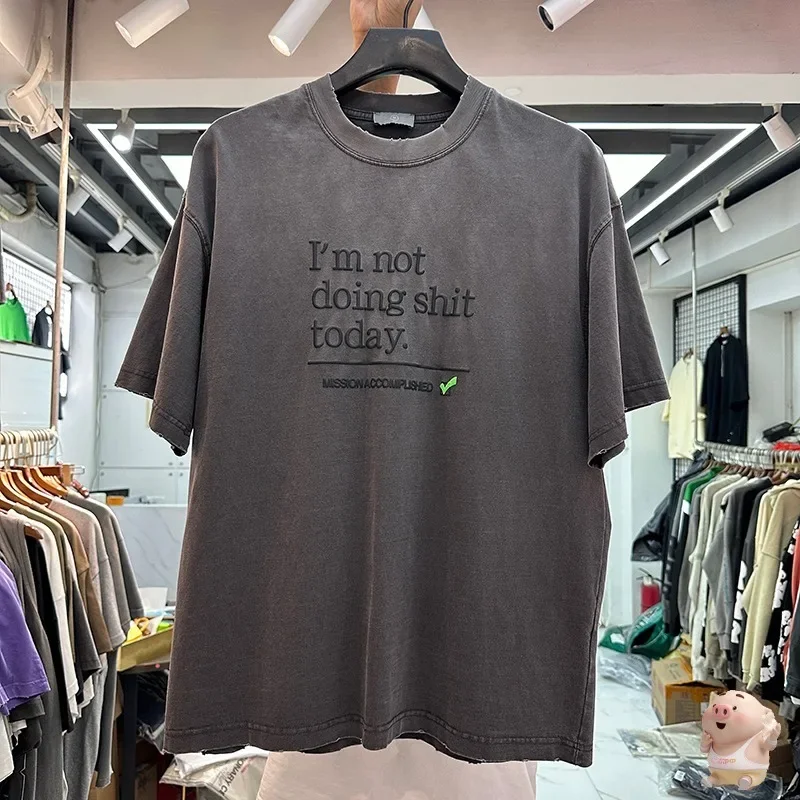 I'm not
doing shit
today.
MISSION ACCOMPLISHED